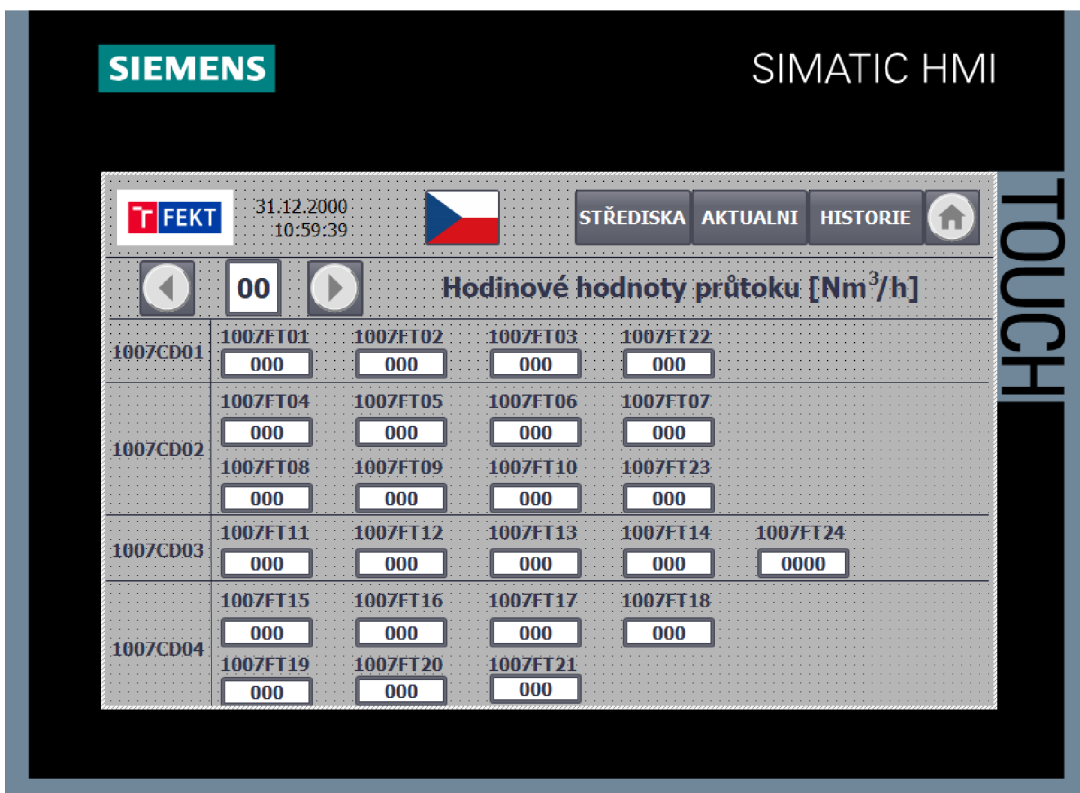 SIEMENS
SIMATIC HMI
TOUCH
T FEKT
31.12.2000
10:59:39
STŘEDISKA AKTUALNI HISTORIE
00
Hodinové hodnoty průtoku [Nm³/h]
1007CD01
1007FT01 1007FT02 1007FT03 1007FT22
000 000 000 000
1007CD02
1007FT04 1007FT05 1007FT06 1007FT07
000 000 000 000
1007FT08 1007FT09 1007FT10 1007FT23
000 000 000 000
1007CD03
1007FT11 1007FT12 1007FT13 1007FT14 1007FT24
000 000 000 000 0000
1007CD04
1007FT15 1007FT16 1007FT17 1007FT18
000 000 000 000
1007FT19 1007FT20 1007FT21
000 000 000